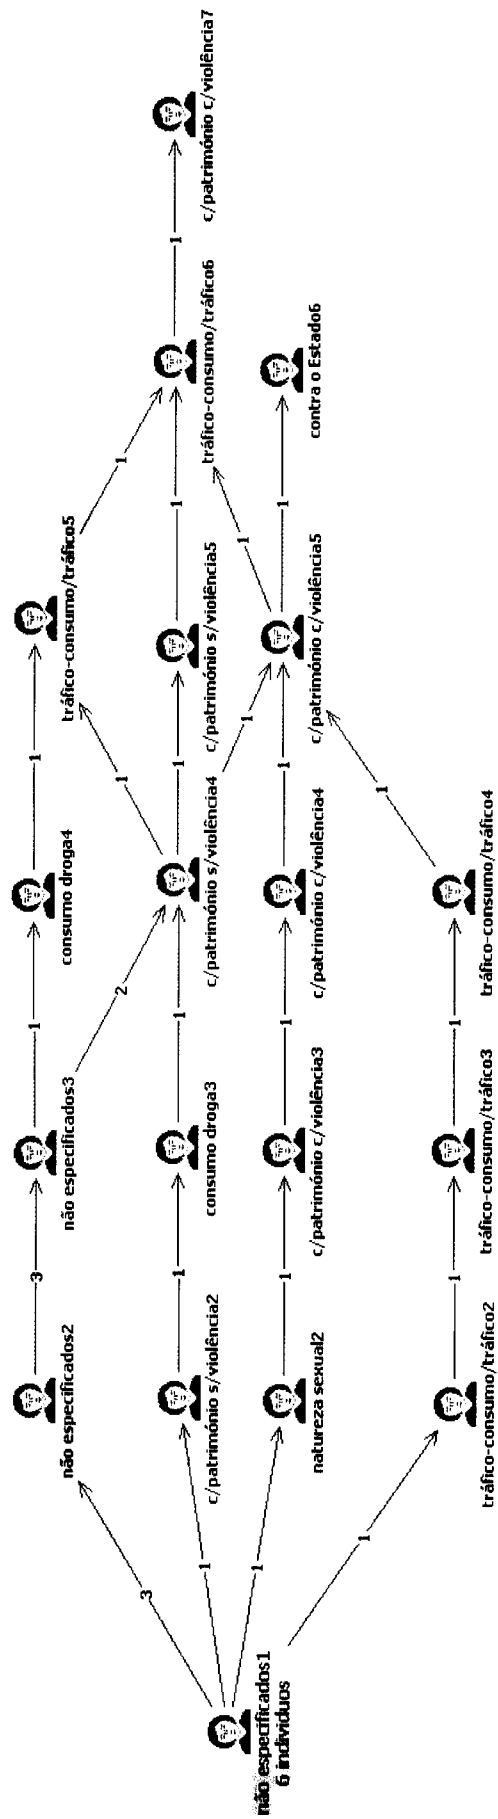 não especificados1
6 individuos
3
1
1
1
não especificados2
c/património s/violência2
natureza sexual2
tráfico-consumo/tráfico2
3
1
1
1
não especificados3
consumo droga3
c/património c/violência3
tráfico-consumo/tráfico3
1
2
1
1
1
consumo droga4
c/património s/violência4
c/património c/violência4
tráfico-consumo/tráfico4
1
1
1
1
1
1
tráfico-consumo/tráfico5
c/património s/violência5
c/património c/violência5
1
1
1
1
tráfico-consumo/tráfico6
contra o Estado6
1
c/património c/violência7